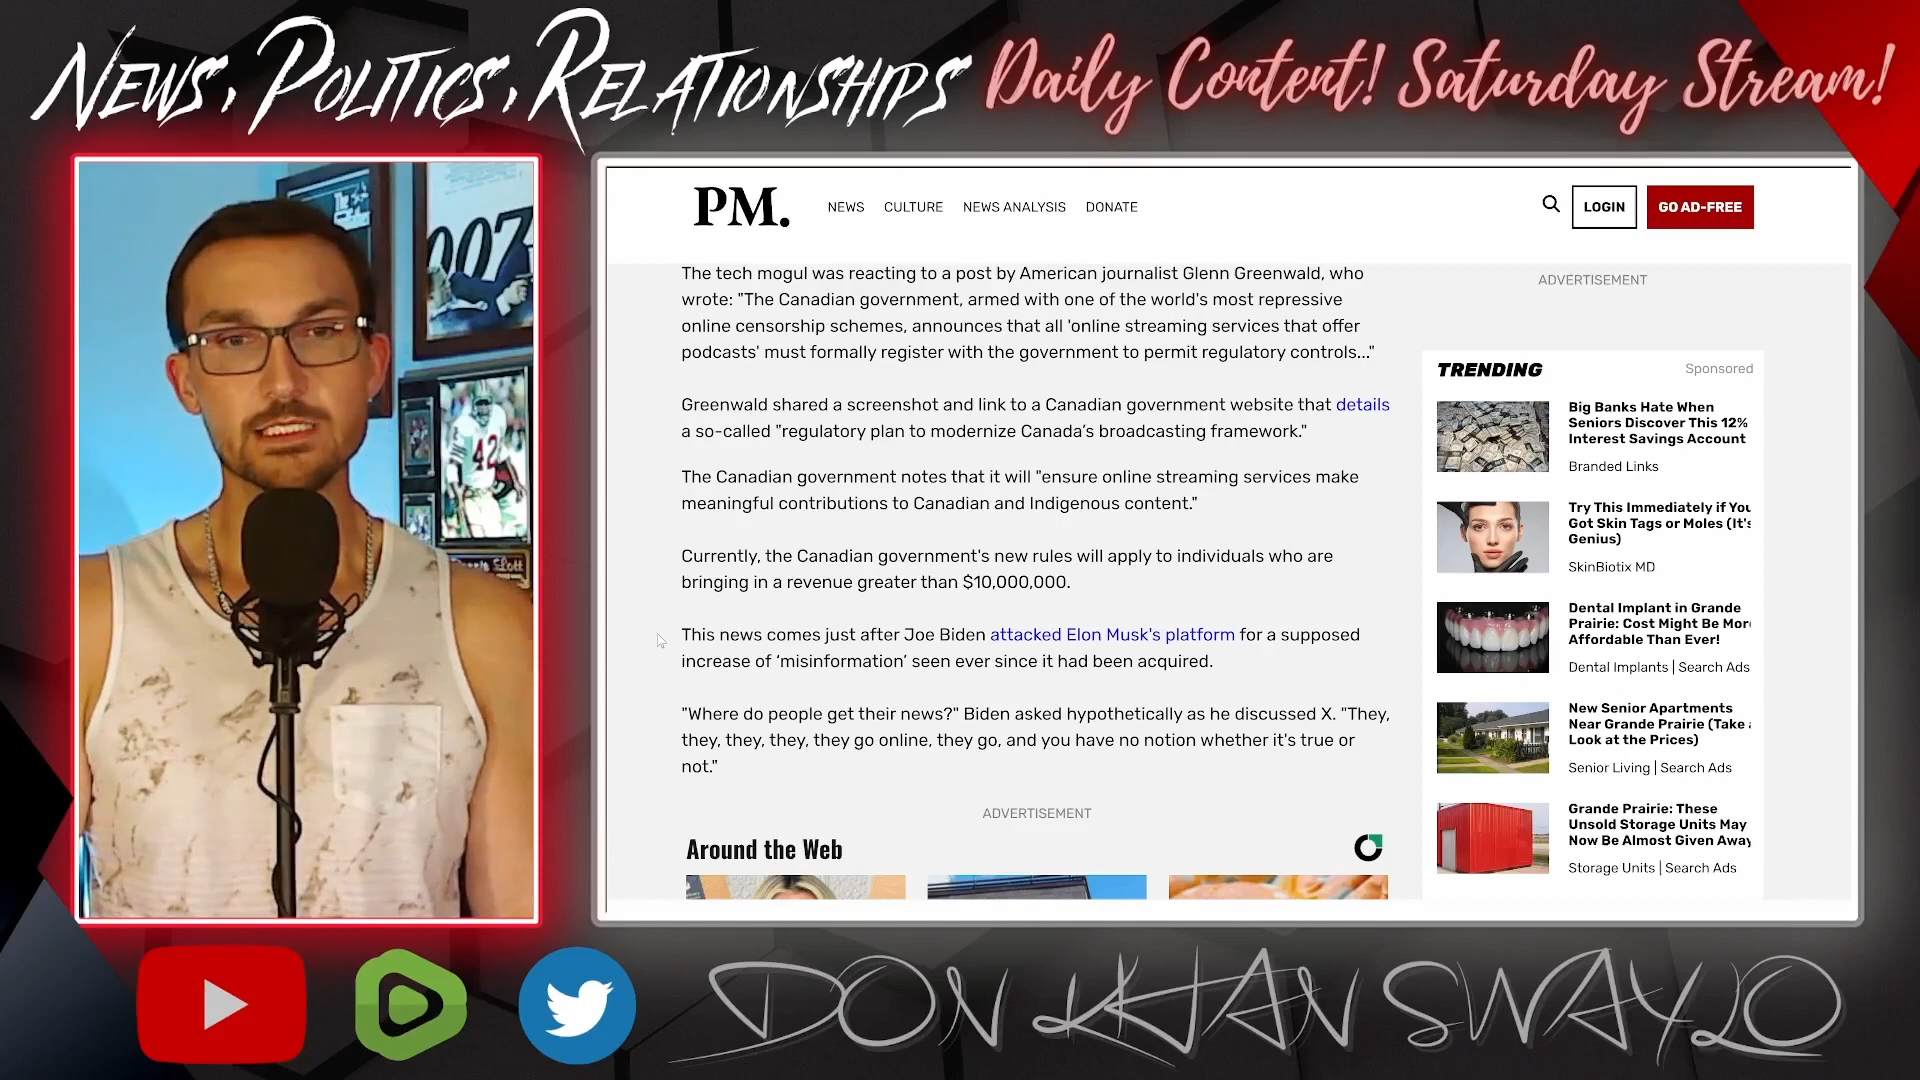 NEWS, POLITICS, RELATIONSHIPS Daily Content! Saturday Stream!
007
42
PM.
NEWS CULTURE NEWS ANALYSIS DONATE
LOGIN
GO AD-FREE
The tech mogul was reacting to a post by American journalist Glenn Greenwald, who
wrote: "The Canadian government, armed with one of the world's most repressive
online censorship schemes, announces that all 'online streaming services that offer
podcasts' must formally register with the government to permit regulatory controls..."
Greenwald shared a screenshot and link to a Canadian government website that details
a so-called "regulatory plan to modernize Canada’s broadcasting framework."
The Canadian government notes that it will "ensure online streaming services make
meaningful contributions to Canadian and Indigenous content."
Currently, the Canadian government's new rules will apply to individuals who are
bringing in a revenue greater than $10,000,000.
This news comes just after Joe Biden attacked Elon Musk's platform for a supposed
increase of ‘misinformation’ seen ever since it had been acquired.
"Where do people get their news?" Biden asked hypothetically as he discussed X. "They,
they, they, they, they go online, they go, and you have no notion whether it's true or
not."
ADVERTISEMENT
Around the Web
ADVERTISEMENT
TRENDING
Sponsored
Big Banks Hate When
Seniors Discover This 12%
Interest Savings Account
Branded Links
Try This Immediately if You
Got Skin Tags or Moles (It's
Genius)
SkinBiotix MD
Dental Implant in Grande
Prairie: Cost Might Be More
Affordable Than Ever!
Dental Implants | Search Ads
New Senior Apartments
Near Grande Prairie (Take a
Look at the Prices)
Senior Living | Search Ads
Grande Prairie: These
Unsold Storage Units May
Now Be Almost Given Away
Storage Units | Search Ads
DON KHAN SWAYLO